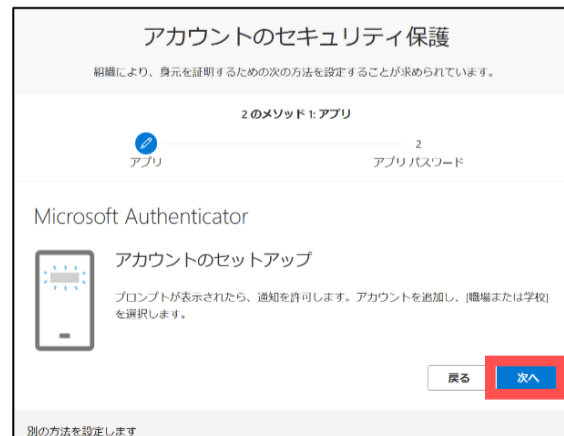 アカウントのセキュリティ保護
組織により、身元を証明するための次の方法を設定することが求められています。
2 のメソッド 1: アプリ
アプリ
2
アプリ パスワード
Microsoft Authenticator
アカウントのセットアップ
プロンプトが表示されたら、通知を許可します。アカウントを追加し、[職場または学校]
を選択します。
戻る
次へ
別の方法を設定します